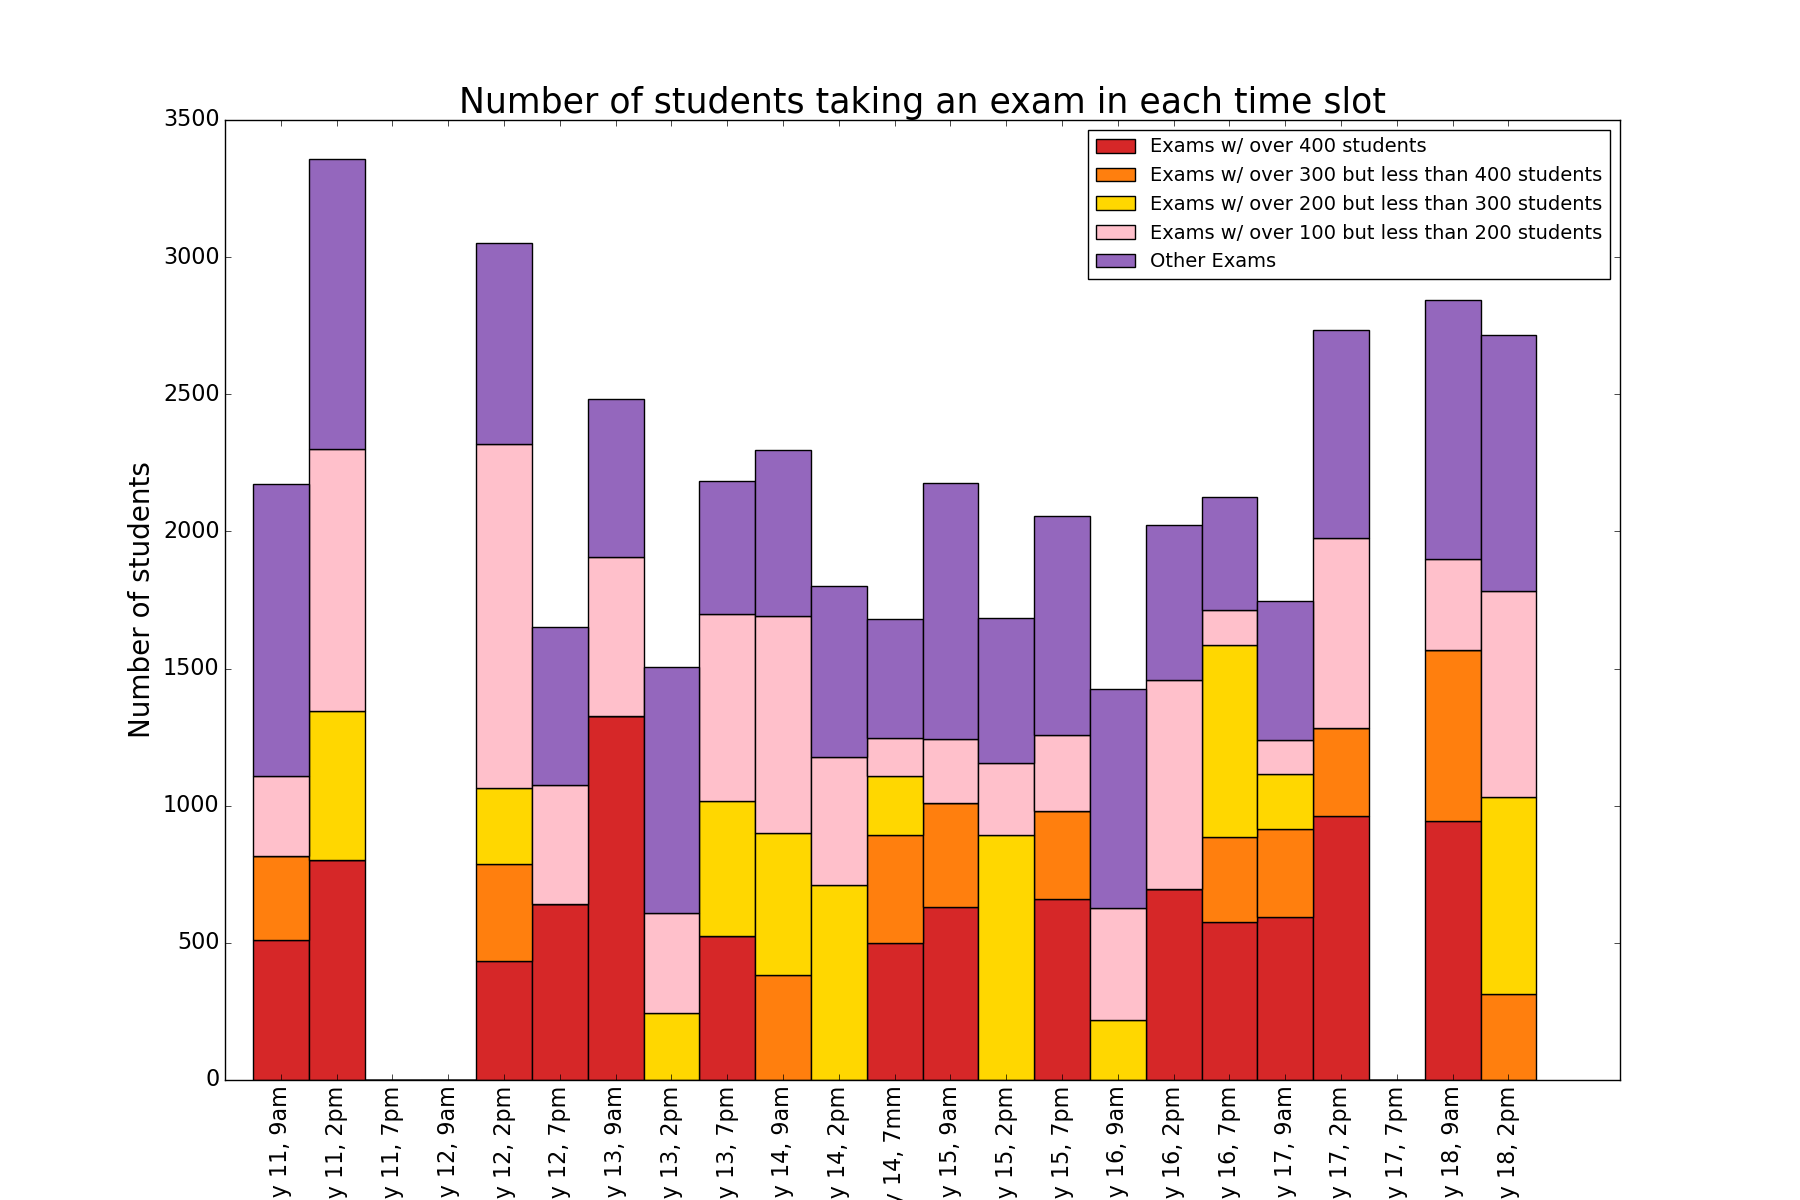 Number of students taking an exam in each time slot
Exams w/ over 400 students
Exams w/ over 300 but less than 400 students
Exams w/ over 200 but less than 300 students
Exams w/ over 100 but less than 200 students
Other Exams
Number of students
3500
3000
2500
2000
1500
1000
500
0
y 11, 9am
y 11, 2pm
y 11, 7pm
y 12, 9am
y 12, 2pm
y 12, 7pm
y 13, 9am
y 13, 2pm
y 13, 7pm
y 14, 9am
y 14, 2pm
y 14, 7mm
y 15, 9am
y 15, 2pm
y 15, 7pm
y 16, 9am
y 16, 2pm
y 16, 7pm
y 17, 9am
y 17, 2pm
y 17, 7pm
y 18, 9am
y 18, 2pm